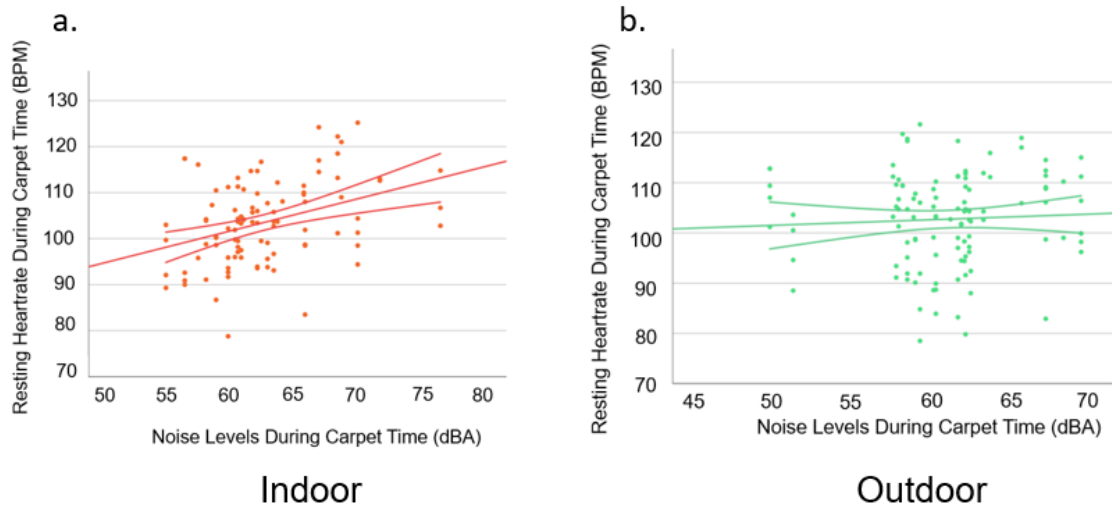 a.
Resting Heartrate During Carpet Time (BPM)
130
120
110
100
90
80
70
50 55 60 65 70 75 80
Noise Levels During Carpet Time (dBA)
Indoor
b.
Resting Heartrate During Carpet Time (BPM)
130
120
110
100
90
80
70
45 50 55 60 65 70
Noise Levels During Carpet Time (dBA)
Outdoor